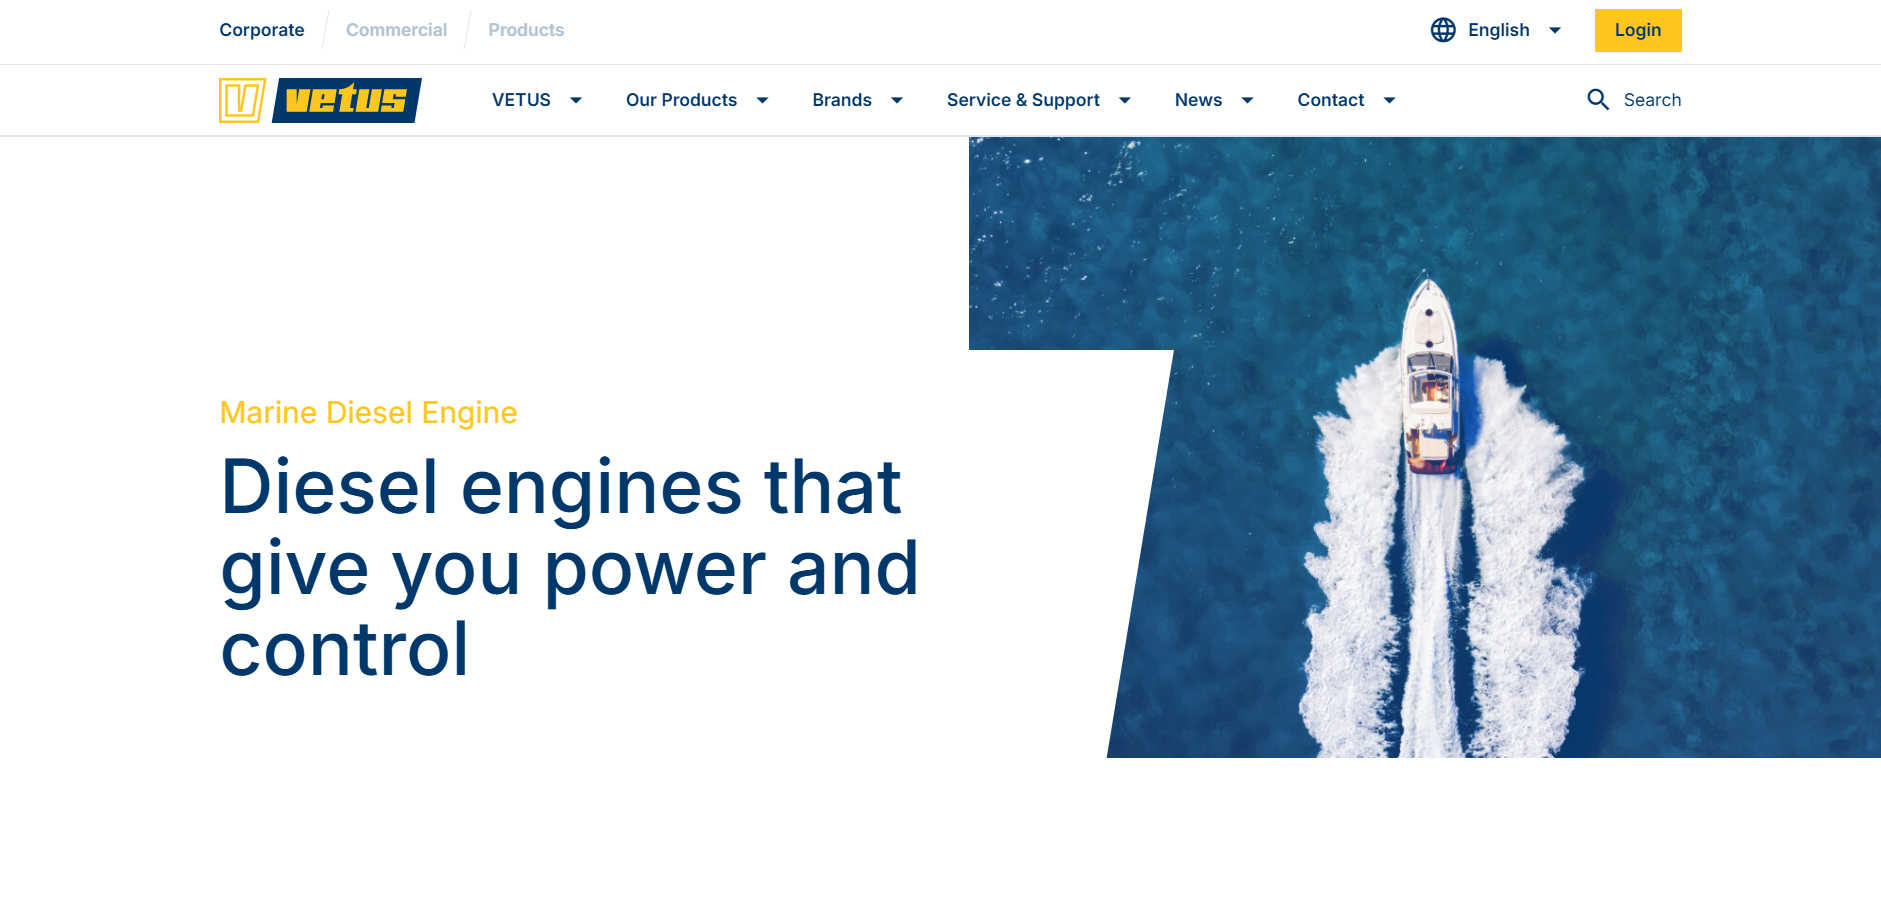 Corporate
Commercial
Products
English
Login
vetus
VETUS
Our Products
Brands
Service & Support
News
Contact
Search
Marine Diesel Engine
Diesel engines that
give you power and
control